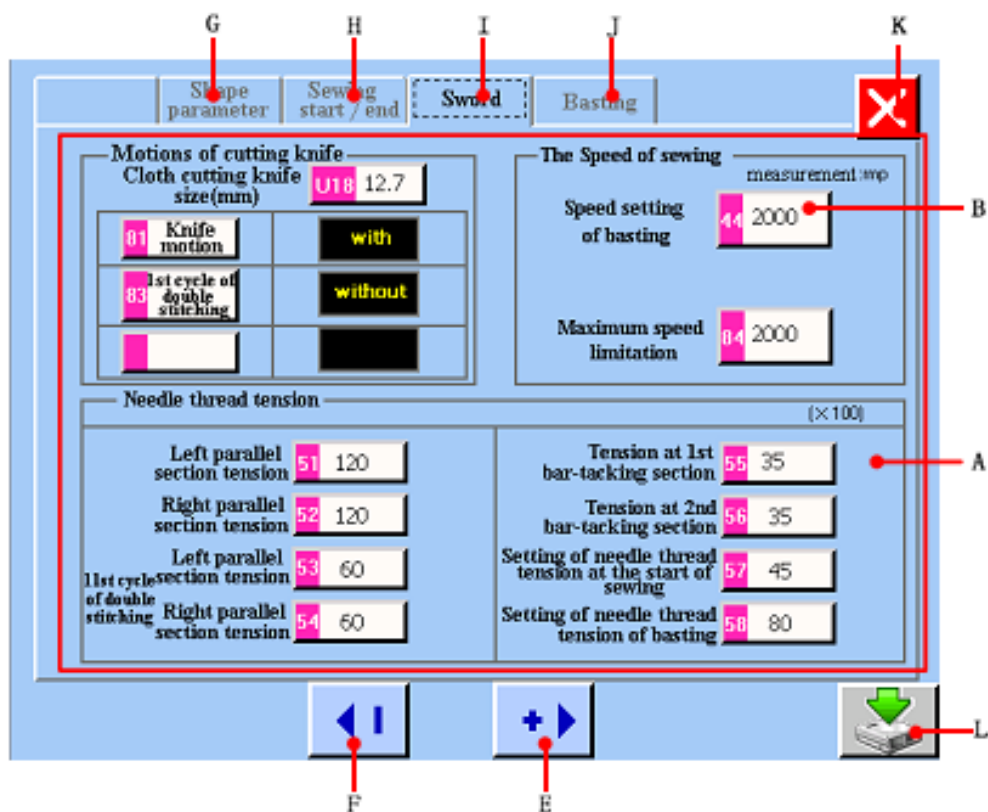 G H I J K
Shape parameter
Sewing start / end
Sword
Basting
Motions of cutting knife
Cloth cutting knife
size(mm)
U18 12.7
81 Knife motion
with
83 1st cycle of double stitching
without
The Speed of sewing
measurement:mp
Speed setting
of basting
44 2000
B
Maximum speed
limitation
84 2000
Needle thread tension
(×100)
Left parallel
section tension
51 120
Right parallel
section tension
52 120
11st cycle
of double
stitching
Left parallel
section tension
53 60
Right parallel
section tension
54 60
Tension at 1st
bar-tacking section
55 35
A
Tension at 2nd
bar-tacking section
56 35
Setting of needle thread
tension at the start of
sewing
57 45
Setting of needle thread
tension of basting
58 80
L
F E